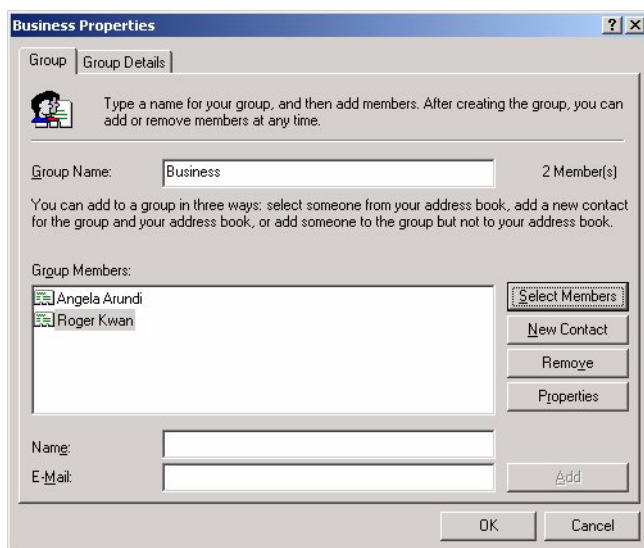 Business Properties
Group
Group Details
Type a name for your group, and then add members. After creating the group, you can
add or remove members at any time.
Group Name:
Business
2 Member(s)
You can add to a group in three ways: select someone from your address book, add a new contact
for the group and your address book, or add someone to the group but not to your address book.
Group Members:
Angela Arundi
Roger Kwan
Select Members
New Contact
Remove
Properties
Name:
E-Mail:
Add
OK
Cancel